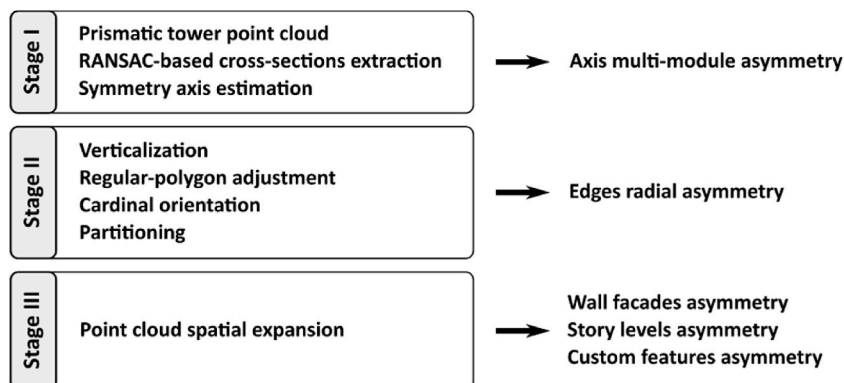 Stage I
Prismatic tower point cloud
RANSAC-based cross-sections extraction
Symmetry axis estimation
Axis multi-module asymmetry
Stage II
Verticalization
Regular-polygon adjustment
Cardinal orientation
Partitioning
Edges radial asymmetry
Stage III
Point cloud spatial expansion
Wall facades asymmetry
Story levels asymmetry
Custom features asymmetry